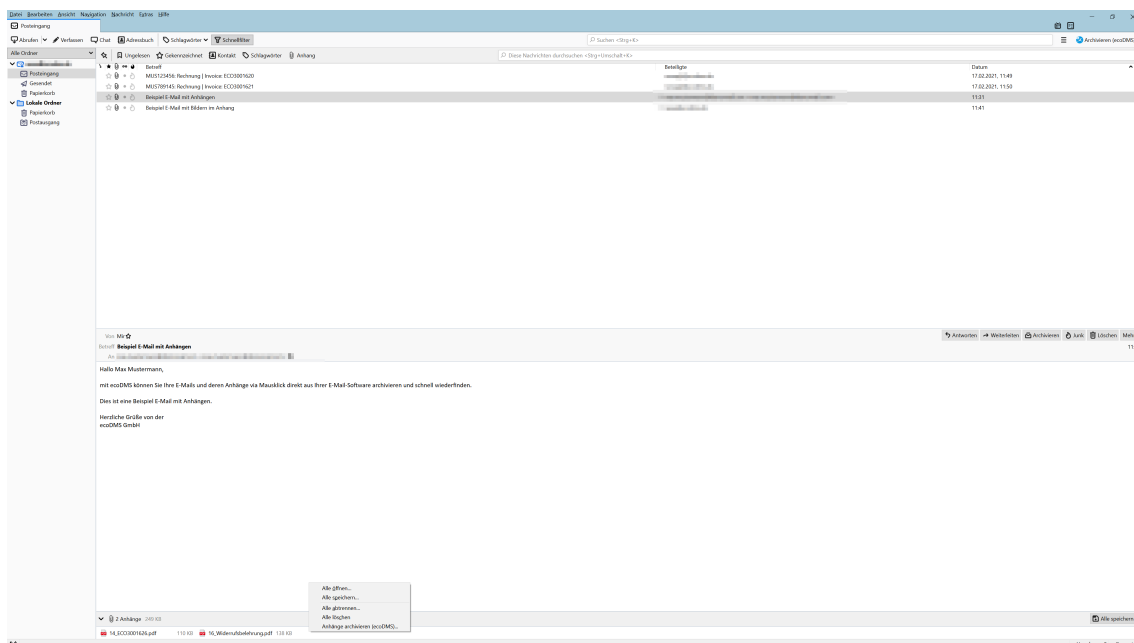 Datei Bearbeiten Ansicht Navigation Nachricht Extras Hilfe
Posteingang
Abrufen Verfassen Chat Adressbuch Schlagwörter Schnellfilter Suchen <Strg+K> Archivieren (ecoDMS
Alle Ordner
Ungelesen Gekennzeichnet Kontakt Schlagwörter Anhang Diese Nachrichten durchsuchen <Strg+Umschalt+K>
Betreff Beteiligte Datum
Posteingang
Gesendet
Papierkorb
Lokale Ordner
Papierkorb
Postausgang
MUS123456: Rechnung | Invoice: ECO3001620 17.02.2021, 11:49
MUS789145: Rechnung | Invoice: ECO3001621 17.02.2021, 11:50
Beispiel E-Mail mit Anhängen 11:21
Beispiel E-Mail mit Bildern im Anhang 11:41
Von Mir Antworten Weiterleiten Archivieren Junk Löschen Meh
Betreff Beispiel E-Mail mit Anhängen 11:
An
Hallo Max Mustermann,
mit ecoDMS können Sie Ihre E-Mails und deren Anhänge via Mausklick direkt aus Ihrer E-Mail-Software archivieren und schnell wiederfinden.
Dies ist eine Beispiel E-Mail mit Anhängen.
Herzliche Grüße von der
ecoDMS GmbH
Alle öffnen...
Alle speichern...
Alle abtrennen...
Alle löschen
Anhänge archivieren (ecoDMS)...
2 Anhänge 249 KB Alle speichern
14_ECO3001626.pdf 110 KB 16_Widerrufsbelehrung.pdf 138 KB